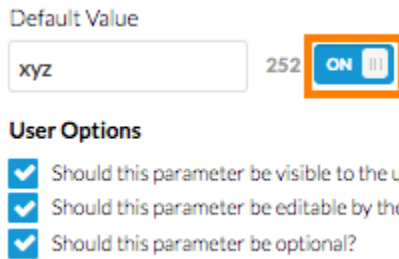 Default Value
xyz 252 ON
User Options
Should this parameter be visible to the
Should this parameter be editable by the
Should this parameter be optional?